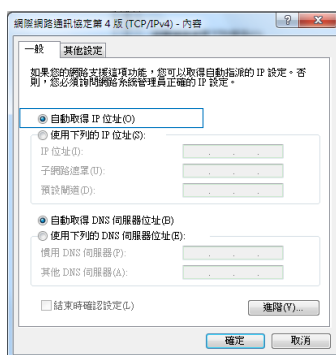 網際網路通訊協定第 4 版 (TCP/IPv4) - 內容
一般
其他設定
如果您的網路支援這項功能，您可以取得自動指派的 IP 設定。否
則，您必須詢問網路系統管理員正確的 IP 設定。
自動取得 IP 位址(O)
使用下列的 IP 位址(S):
IP 位址(I):
子網路遮罩(U):
預設閘道(D):
自動取得 DNS 伺服器位址(B)
使用下列的 DNS 伺服器位址(E):
慣用 DNS 伺服器(P):
其他 DNS 伺服器(A):
結束時確認設定(L)
進階(V)...
確定
取消